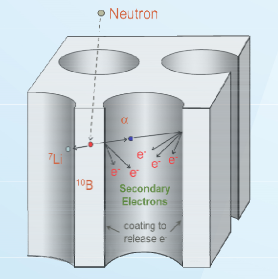 Neutron
α
⁷Li
e⁻
e⁻
e⁻
e⁻
e⁻
¹⁰B
Secondary
Electrons
coating to
release e⁻